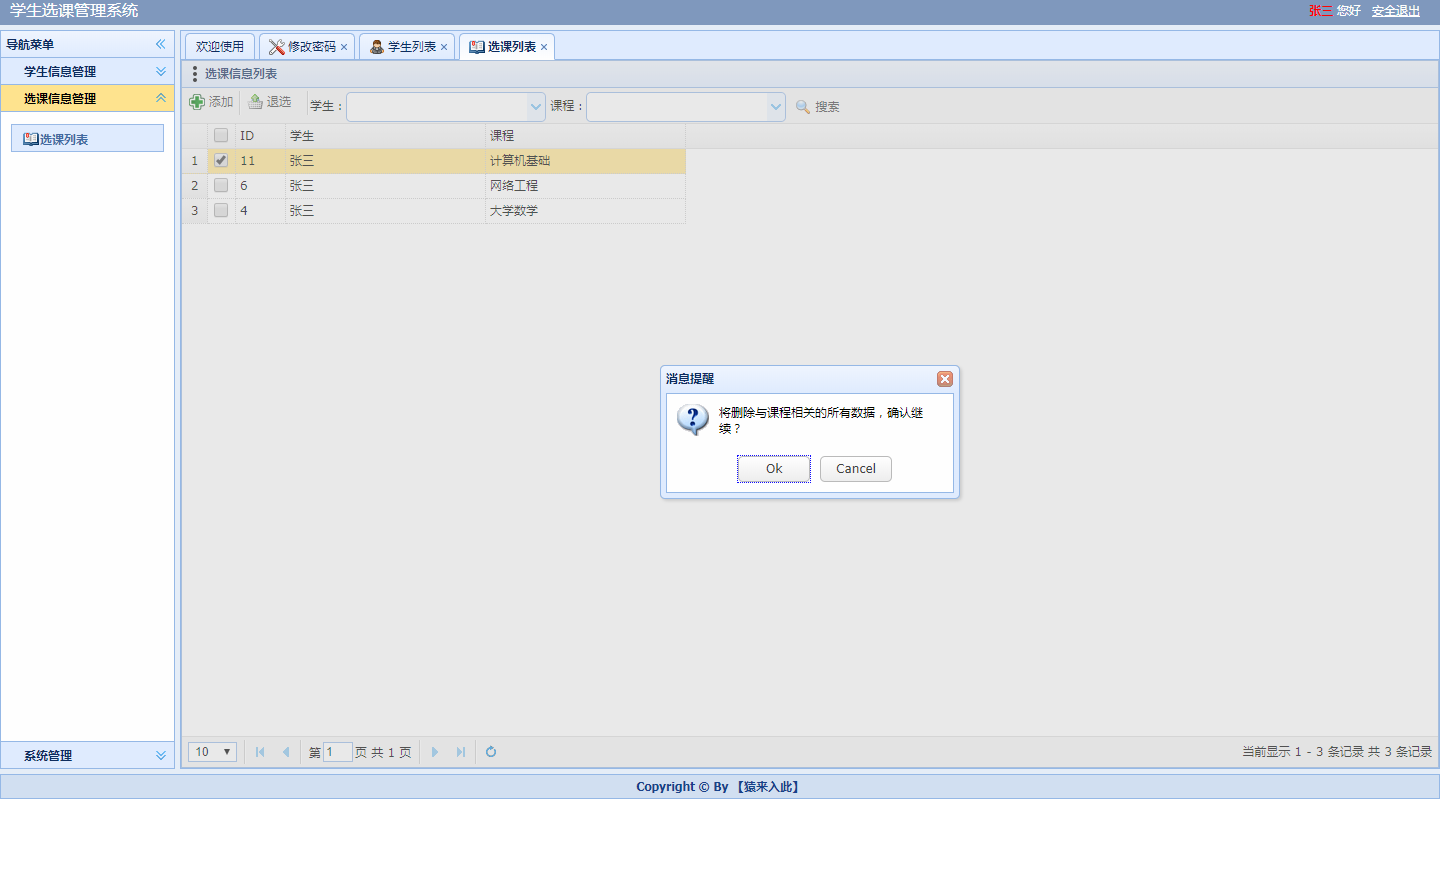 学生选课管理系统
张三 您好 安全退出
导航菜单
学生信息管理
选课信息管理
选课列表
系统管理
欢迎使用 修改密码 学生列表 选课列表
选课信息列表
添加 退选 学生： 课程： 搜索
ID 学生 课程
1 11 张三 计算机基础
2 6 张三 网络工程
3 4 张三 大学数学
消息提醒
将删除与课程相关的所有数据，确认继
续？
Ok Cancel
10 第 1 页 共 1 页 当前显示 1 - 3 条记录 共 3 条记录
Copyright © By 【猿来入此】